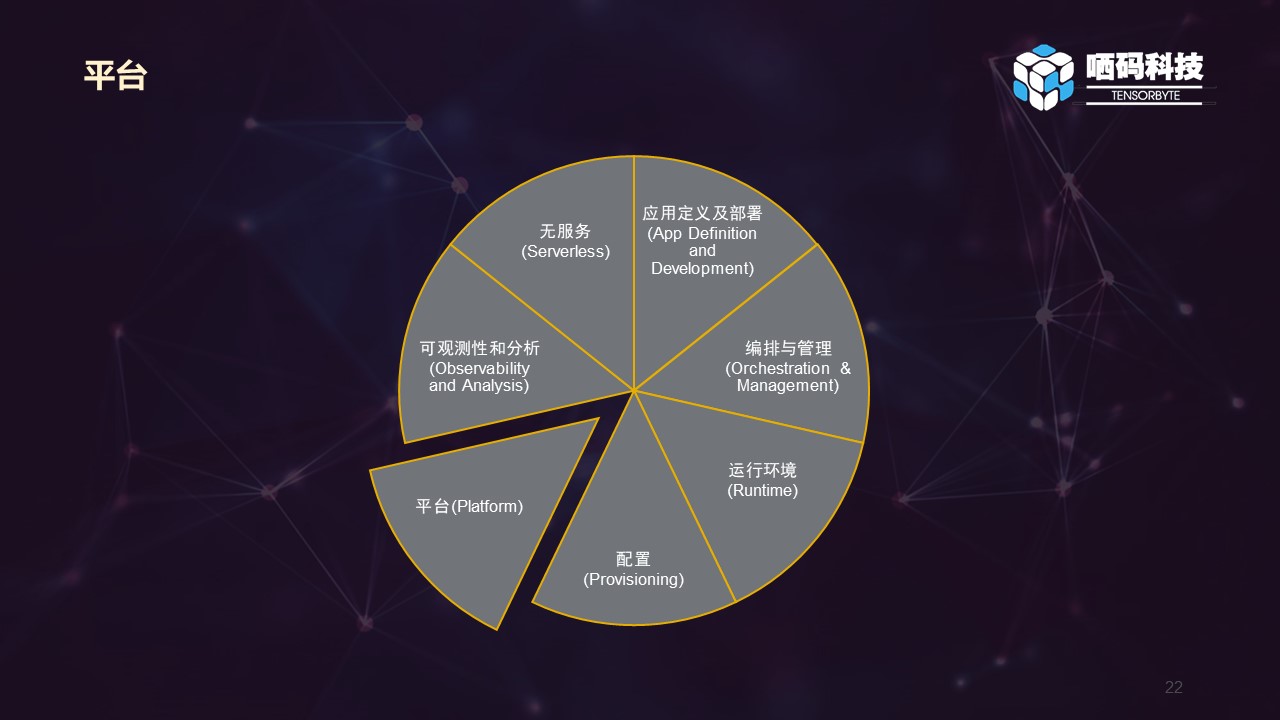 平台
哂码科技
TENSORBYTE
无服务
(Serverless)
应用定义及部署
(App Definition
and
Development)
可观测性和分析
(Observability
and Analysis)
编排与管理
(Orchestration &
Management)
运行环境
(Runtime)
平台(Platform)
配置
(Provisioning)
22